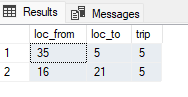 Results Messages
loc_from loc_to trip
1 35 5 5
2 16 21 5